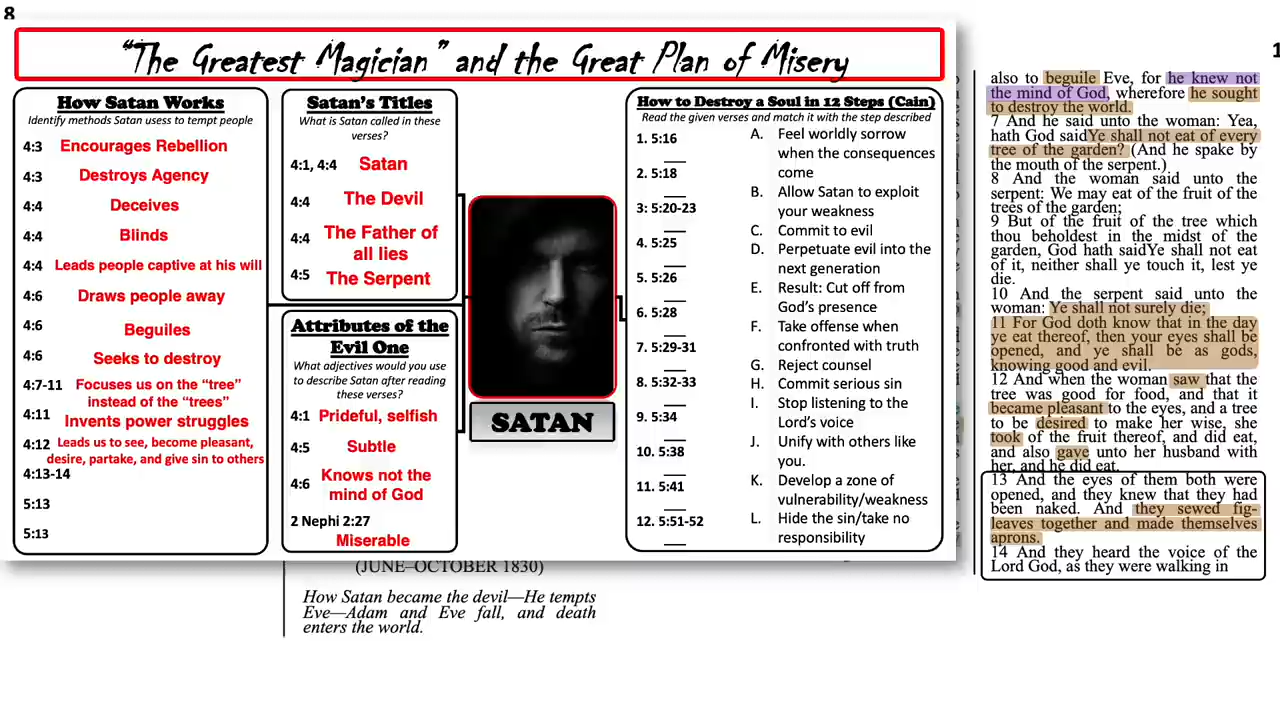 8
1
"The Greatest Magician" and the Great Plan of Misery
How Satan Works
Identify methods Satan usess to tempt people
4:3 Encourages Rebellion
4:3 Destroys Agency
4:4 Deceives
4:4 Blinds
4:4 Leads people captive at his will
4:6 Draws people away
4:6 Beguiles
4:6 Seeks to destroy
4:7-11 Focuses us on the “tree”
instead of the “trees”
4:11 Invents power struggles
4:12 Leads us to see, become pleasant,
desire, partake, and give sin to others
4:13-14
5:13
5:13
Satan's Titles
What is Satan called in these
verses?
4:1, 4:4 Satan
4:4 The Devil
4:4 The Father of
all lies
4:5 The Serpent
Attributes of the
Evil One
What adjectives would you use
to describe Satan after reading
these verses?
4:1 Prideful, selfish
4:5 Subtle
4:6 Knows not the
mind of God
2 Nephi 2:27
Miserable
SATAN
How to Destroy a Soul in 12 Steps (Cain)
Read the given verses and match it with the step described
1. 5:16
2. 5:18
3: 5:20-23
4. 5:25
5. 5:26
6. 5:28
7. 5:29-31
8. 5:32-33
9. 5:34
10. 5:38
11. 5:41
12. 5:51-52
A. Feel worldly sorrow
when the consequences
come
B. Allow Satan to exploit
your weakness
C. Commit to evil
D. Perpetuate evil into the
next generation
E. Result: Cut off from
God's presence
F. Take offense when
confronted with truth
G. Reject counsel
H. Commit serious sin
I. Stop listening to the
Lord's voice
J. Unify with others like
you.
K. Develop a zone of
vulnerability/weakness
L. Hide the sin/take no
responsibility
(JUNE–OCTOBER 1830)
How Satan became the devil—He tempts
Eve—Adam and Eve fall, and death
enters the world.
also to beguile Eve, for he knew not
the mind of God, wherefore he sought
to destroy the world.
7 And he said unto the woman: Yea,
hath God saidYe shall not eat of every
tree of the garden? (And he spake by
the mouth of the serpent.)
8 And the woman said unto the
serpent: We may eat of the fruit of the
trees of the garden;
9 But of the fruit of the tree which
thou beholdest in the midst of the
garden, God hath saidYe shall not eat
of it, neither shall ye touch it, lest ye
die.
10 And the serpent said unto the
woman: Ye shall not surely die;
11 For God doth know that in the day
ye eat thereof, then your eyes shall be
opened, and ye shall be as gods,
knowing good and evil.
12 And when the woman saw that the
tree was good for food, and that it
became pleasant to the eyes, and a tree
to be desired to make her wise, she
took of the fruit thereof, and did eat,
and also gave unto her husband with
her, and he did eat.
13 And the eyes of them both were
opened, and they knew that they had
been naked. And they sewed fig-
leaves together and made themselves
aprons.
14 And they heard the voice of the
Lord God, as they were walking in